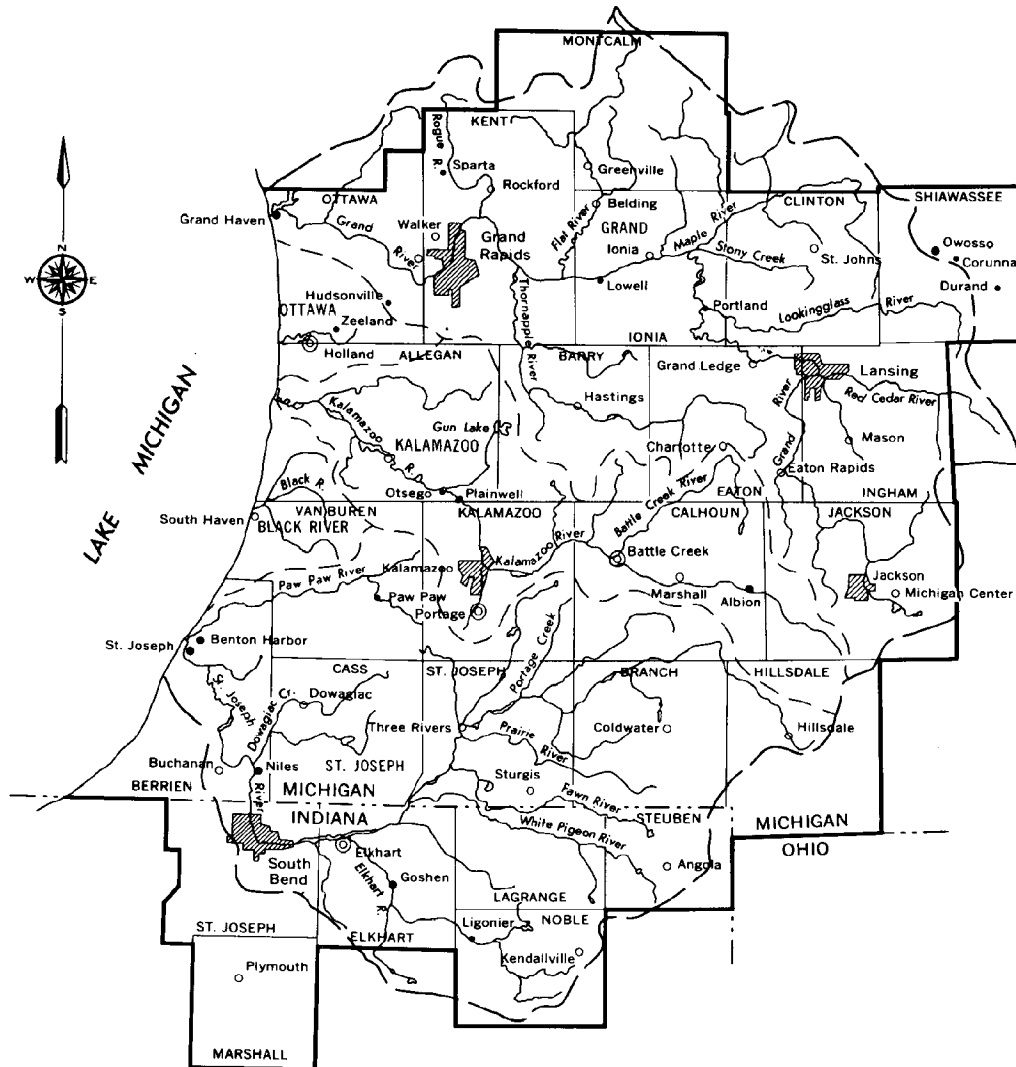 MONTCALM
KENT
Rogue R.
Sparta
Rockford
Greenville
Belding
Flat River
OTTAWA
Grand Haven
Grand
River
Walker
Grand
Rapids
GRAND
Ionia
Maple River
CLINTON
Stony Creek
St. Johns
SHIAWASSEE
Owosso
Corunna
Durand
N
W
E
S
Hudsonville
OTTAWA
Zeeland
Holland
Lowell
Portland
Lookingglass
River
Thornapple River
IONIA
ALLEGAN
BARRY
Grand Ledge
Lansing
Red Cedar River
Hastings
Mason
Kalamazoo
R.
Gun Lake
KALAMAZOO
Charlotte
Grand
River
Eaton Rapids
Otsego
Plainwell
EATON
INGHAM
LAKE MICHIGAN
Black R.
VAN BUREN
KALAMAZOO
Battle Creek River
CALHOUN
JACKSON
South Haven
BLACK RIVER
Kalamazoo
Kalamazoo River
Battle Creek
Marshall
Albion
Jackson
Michigan Center
Paw Paw River
Paw Paw
Portage
St. Joseph
Benton Harbor
CASS
ST. JOSEPH
Portage Creek
BRANCH
HILLSDALE
St. Joseph
River
Dowagiac Cr.
Dowagiac
Three Rivers
Prairie
River
Coldwater
Hillsdale
Buchanan
Niles
ST. JOSEPH
Sturgis
BERRIEN
MICHIGAN
INDIANA
Fawn River
White Pigeon River
STEUBEN
MICHIGAN
OHIO
Angola
South
Bend
Elkhart
Elkhart R.
Goshen
LAGRANGE
ST. JOSEPH
ELKHART
Ligonier
NOBLE
Kendallville
Plymouth
MARSHALL